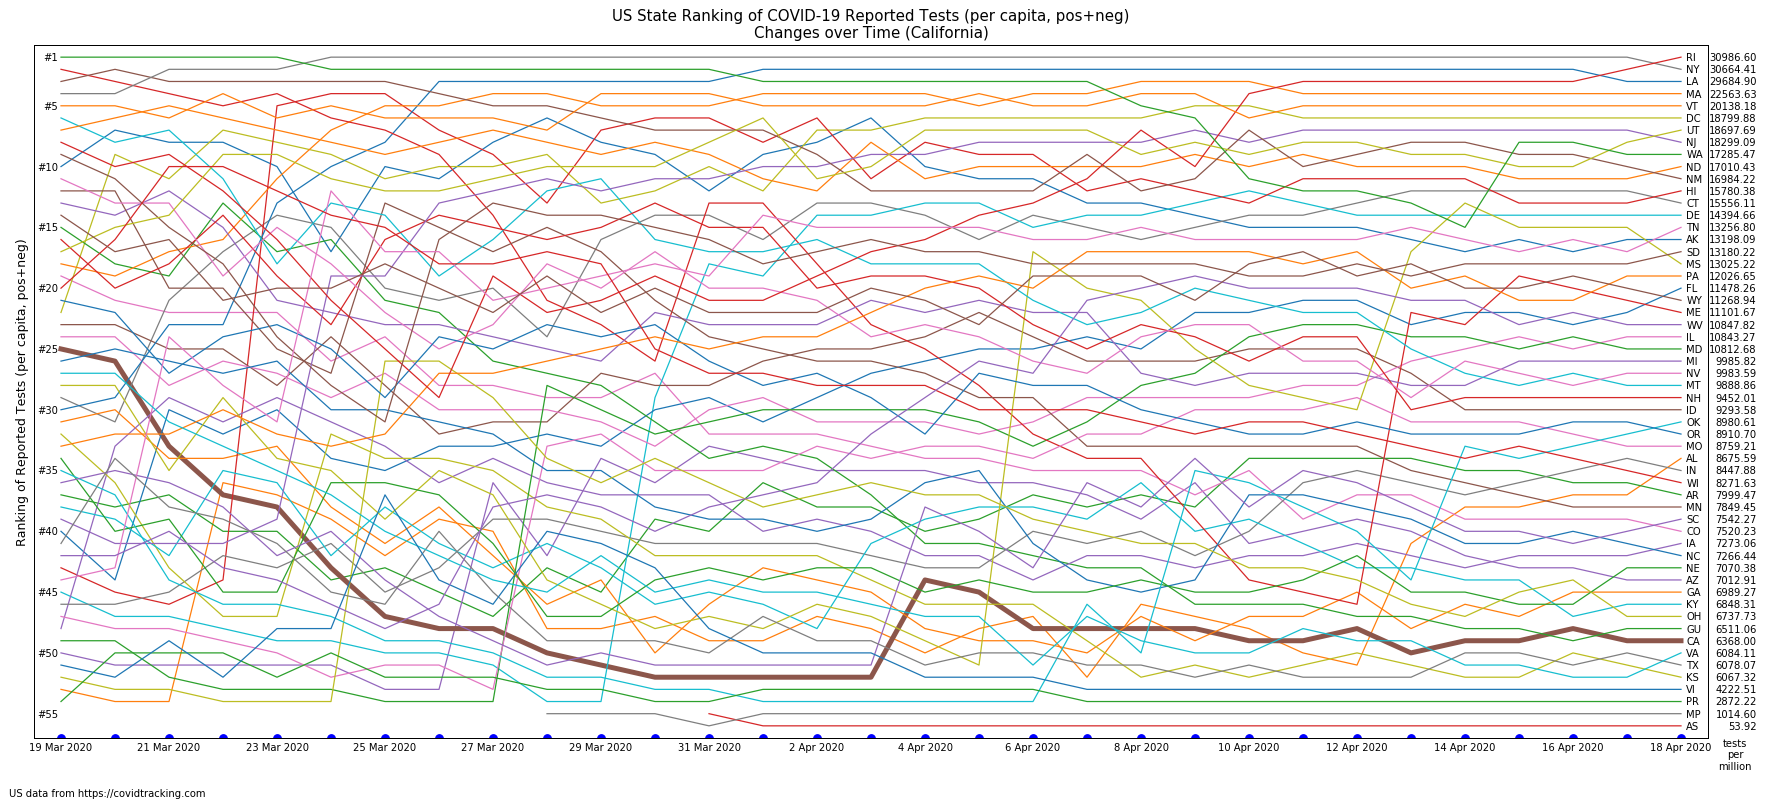 US State Ranking of COVID-19 Reported Tests (per capita, pos+neg)
Changes over Time (California)
Ranking of Reported Tests (per capita, pos+neg)
#1
#5
#10
#15
#20
#25
#30
#35
#40
#45
#50
#55
RI 30986.60
NY 30664.41
LA 29684.90
MA 22563.63
VT 20138.18
DC 18799.88
UT 18697.69
NJ 18299.09
WA 17285.47
ND 17010.43
NM 16984.22
HI 15780.38
CT 15556.11
DE 14394.66
TN 13256.80
AK 13198.09
SD 13180.22
MS 13025.22
PA 12026.65
FL 11478.26
WY 11268.94
ME 11101.67
WV 10847.82
IL 10843.27
MD 10812.68
MI 9985.82
NV 9983.59
MT 9888.86
NH 9452.01
ID 9293.58
OK 8980.61
OR 8910.70
MO 8759.21
AL 8675.59
IN 8447.88
WI 8271.63
AR 7999.47
MN 7849.45
SC 7542.27
CO 7520.23
IA 7273.06
NC 7266.44
NE 7070.38
AZ 7012.91
GA 6989.27
KY 6848.31
OH 6737.73
GU 6511.06
CA 6368.00
VA 6084.11
TX 6078.07
KS 6067.32
VI 4222.51
PR 2872.22
MP 1014.60
AS 53.92
19 Mar 2020 21 Mar 2020 23 Mar 2020 25 Mar 2020 27 Mar 2020 29 Mar 2020 31 Mar 2020 2 Apr 2020 4 Apr 2020 6 Apr 2020 8 Apr 2020 10 Apr 2020 12 Apr 2020 14 Apr 2020 16 Apr 2020 18 Apr 2020
tests
per
million
US data from https://covidtracking.com